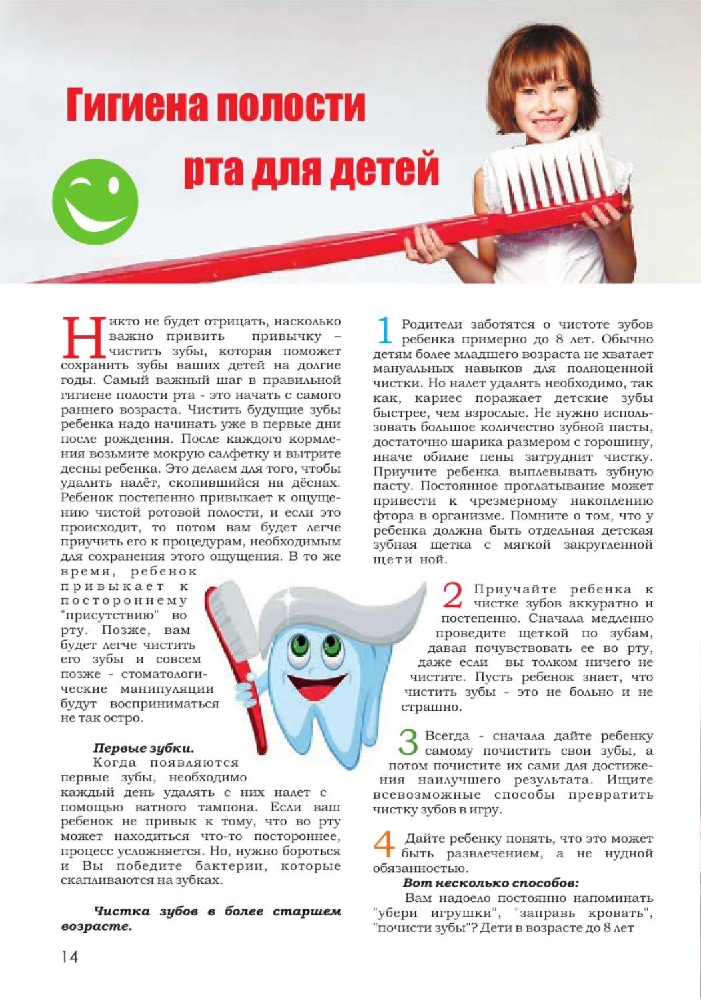 Гигиена полости
рта для детей
Никто не будет отрицать, насколько
важно привить привычку –
чистить зубы, которая поможет
сохранить зубы ваших детей на долгие
годы. Самый важный шаг в правильной
гигиене полости рта - это начать с самого
раннего возраста. Чистить будущие зубы
ребенка надо начинать уже в первые дни
после рождения. После каждого кормле-
ния возьмите мокрую салфетку и вытрите
десны ребенка. Это делаем для того, чтобы
удалить налёт, скопившийся на дёснах.
Ребенок постепенно привыкает к ощуще-
нию чистой ротовой полости, и если это
происходит, то потом вам будет легче
приучить его к процедурам, необходимым
для сохранения этого ощущения. В то же
время, ребенок
привыкает к
постороннему
"присутствию" во
рту. Позже, вам
будет легче чистить
его зубы и совсем
позже - стоматологи-
ческие манипуляции
будут восприниматься
не так остро.
Первые зубки.
Когда появляются
первые зубы, необходимо
каждый день удалять с них налет с
помощью ватного тампона. Если ваш
ребенок не привык к тому, что во рту
может находиться что-то постороннее,
процесс усложняется. Но, нужно бороться
и Вы победите бактерии, которые
скапливаются на зубках.
Чистка зубов в более старшем
возрасте.
1 Родители заботятся о чистоте зубов
ребенка примерно до 8 лет. Обычно
детям более младшего возраста не хватает
мануальных навыков для полноценной
чистки. Но налет удалять необходимо, так
как, кариес поражает детские зубы
быстрее, чем взрослые. Не нужно исполь-
зовать большое количество зубной пасты,
достаточно шарика размером с горошину,
иначе обилие пены затруднит чистку.
Приучите ребенка выплевывать зубную
пасту. Постоянное проглатывание может
привести к чрезмерному накоплению
фтора в организме. Помните о том, что у
ребенка должна быть отдельная детская
зубная щетка с мягкой закругленной
щети ной.
2 Приучайте ребенка к
чистке зубов аккуратно и
постепенно. Сначала медленно
проведите щеткой по зубам,
давая почувствовать ее во рту,
даже если вы толком ничего не
чистите. Пусть ребенок знает, что
чистить зубы - это не больно и не
страшно.
3 Всегда - сначала дайте ребенку
самому почистить свои зубы, а
потом почистите их сами для достиже-
ния наилучшего результата. Ищите
всевозможные способы превратить
чистку зубов в игру.
4 Дайте ребенку понять, что это может
быть развлечением, а не нудной
обязанностью.
Вот несколько способов:
Вам надоело постоянно напоминать
"убери игрушки", "заправь кровать",
"почисти зубы"? Дети в возрасте до 8 лет
14